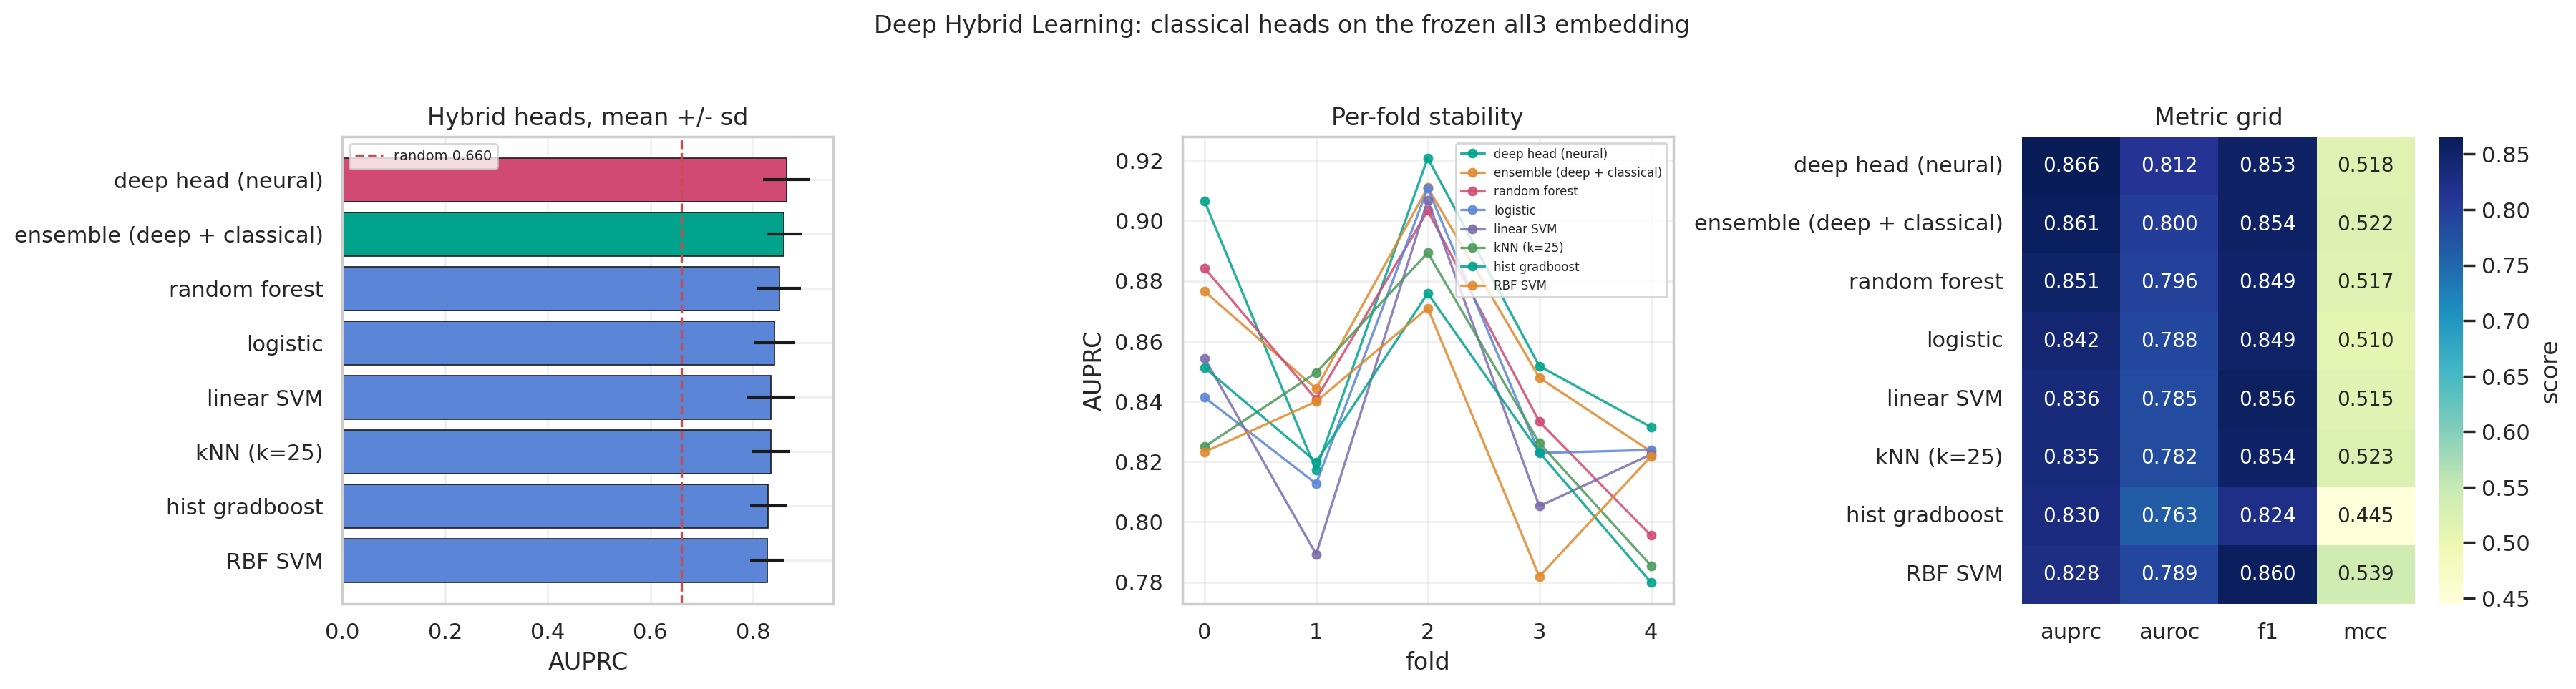 Deep Hybrid Learning: classical heads on the frozen all3 embedding
Hybrid heads, mean +/- sd
random 0.660
deep head (neural)
ensemble (deep + classical)
random forest
logistic
linear SVM
kNN (k=25)
hist gradboost
RBF SVM
0.0 0.2 0.4 0.6 0.8
AUPRC
Per-fold stability
AUPRC
0.92
0.90
0.88
0.86
0.84
0.82
0.80
0.78
deep head (neural)
ensemble (deep + classical)
random forest
logistic
linear SVM
kNN (k=25)
hist gradboost
RBF SVM
0 1 2 3 4
fold
Metric grid
deep head (neural) 0.866 0.812 0.853 0.518
ensemble (deep + classical) 0.861 0.800 0.854 0.522
random forest 0.851 0.796 0.849 0.517
logistic 0.842 0.788 0.849 0.510
linear SVM 0.836 0.785 0.856 0.515
kNN (k=25) 0.835 0.782 0.854 0.523
hist gradboost 0.830 0.763 0.824 0.445
RBF SVM 0.828 0.789 0.860 0.539
auprc auroc f1 mcc
0.85
0.80
0.75
0.70
0.65
0.60
0.55
0.50
0.45
score